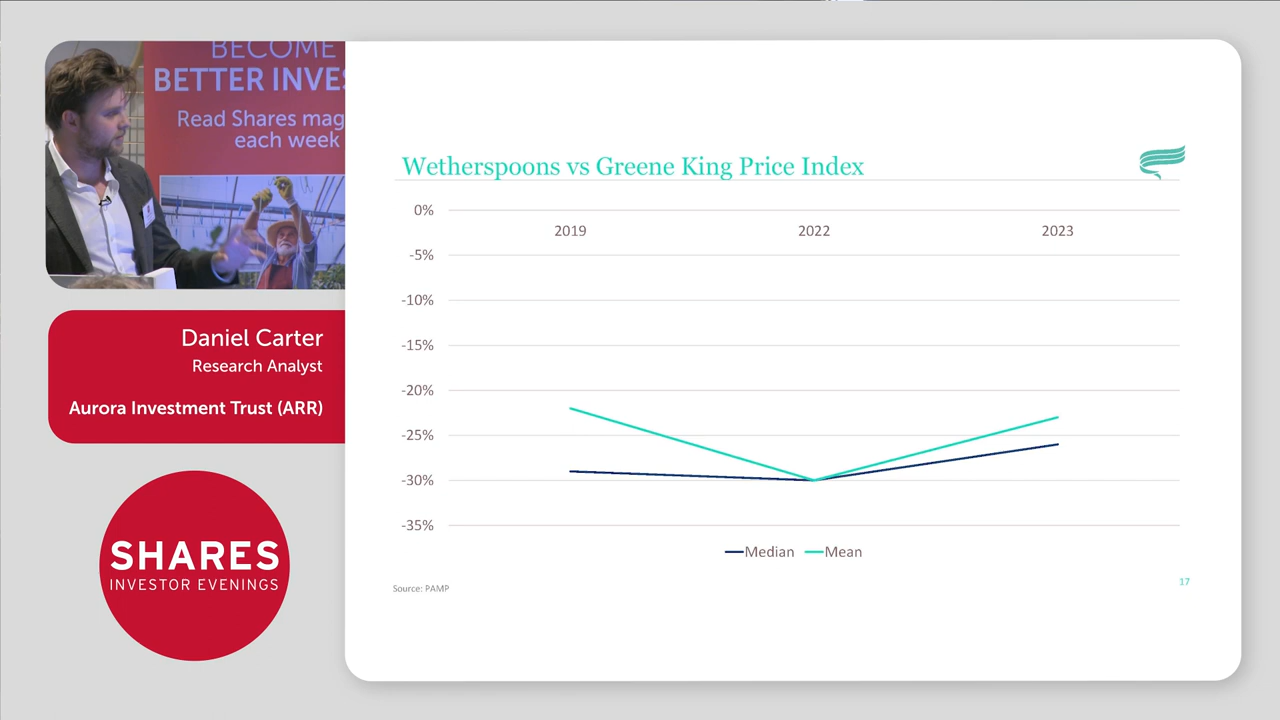 BECOME
BETTER INVES
Read Shares mag
each week
Daniel Carter
Research Analyst
Aurora Investment Trust (ARR)
SHARES
INVESTOR EVENINGS
Wetherspoons vs Greene King Price Index
0%
2019 2022 2023
-5%
-10%
-15%
-20%
-25%
-30%
-35%
Median Mean
Source: PAMP
17